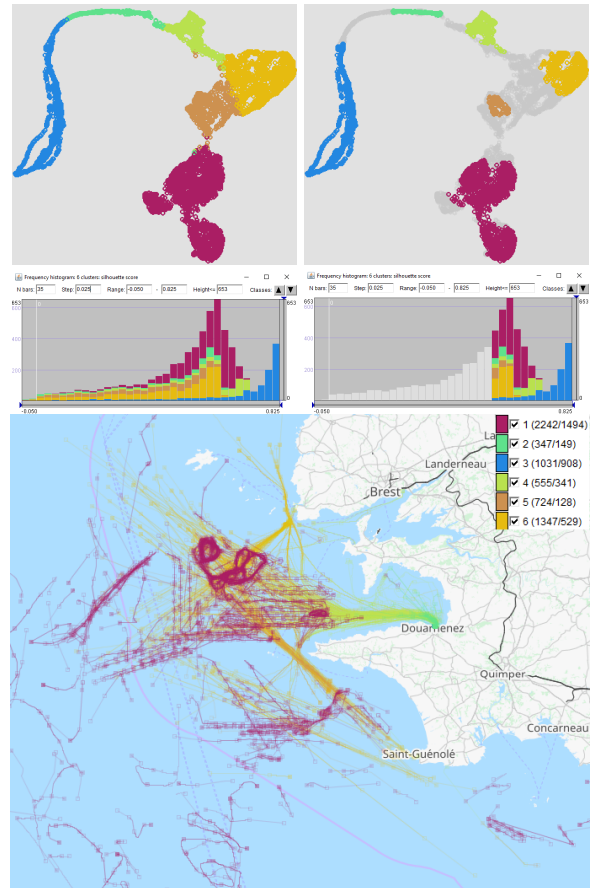 Frequency histogram: 6 clusters: silhouette score
N bars: 35 Step: 0.025 Range: -0.050 - 0.825 Height<= 653 Classes:
653
600
400
200
653
0
-0.050
0.825
Frequency histogram: 6 clusters: silhouette score
N bars: 35 Step: 0.025 Range: -0.050 - 0.825 Height<= 653 Classes:
653
600
400
200
653
0
-0.050
0.825
1 (2242/1494)
2 (347/149)
3 (1031/908)
4 (555/341)
5 (724/128)
6 (1347/529)
La
Landerneau
Brest
Douarnenez
Quimper
Concarneau
Saint-Guénolé